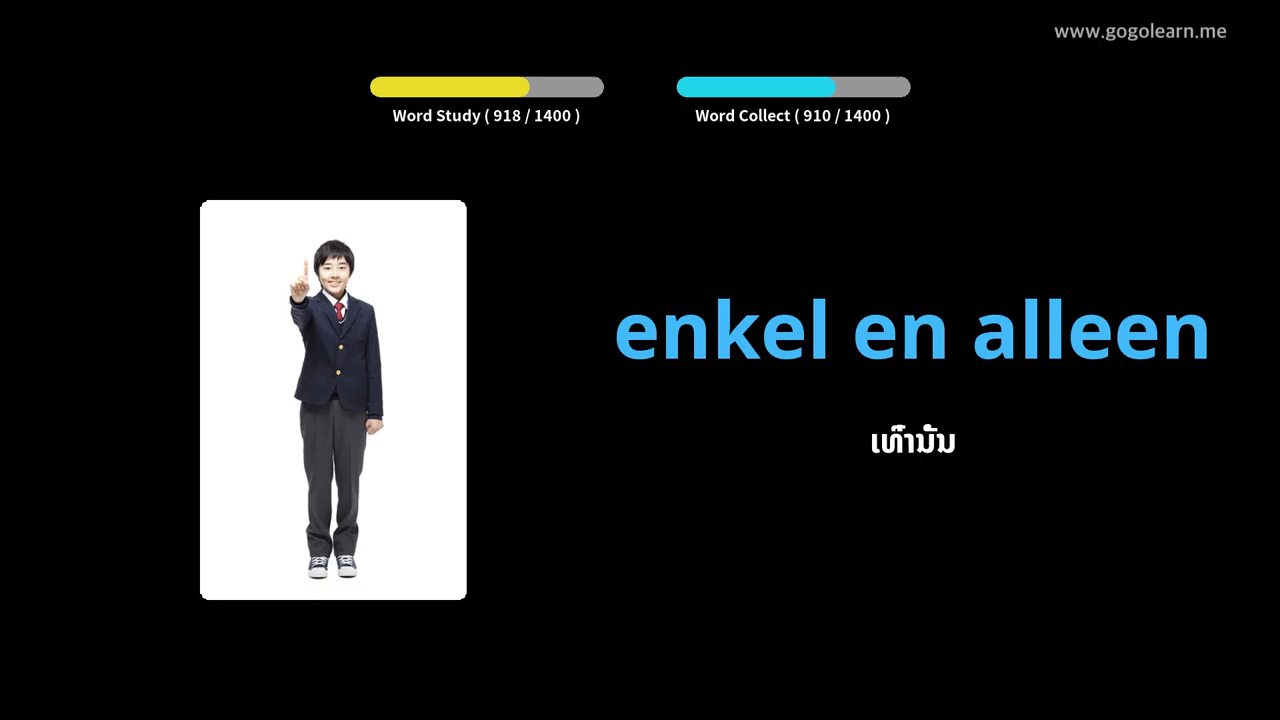 www.gogolearn.me
Word Study ( 918 / 1400 )
Word Collect ( 910 / 1400 )
enkel en alleen
ເທົ່ານັ້ນ